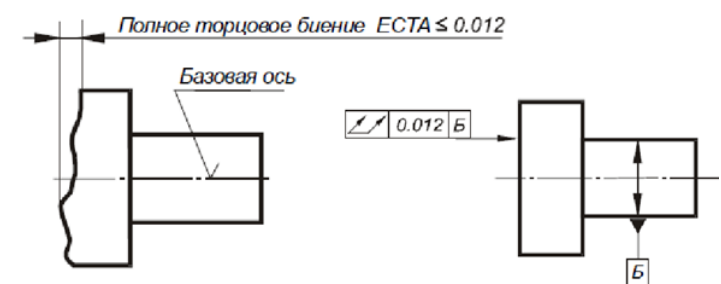 Полное торцовое биение ЕСТА ≤ 0.012
Базовая ось
0.012 Б
Б